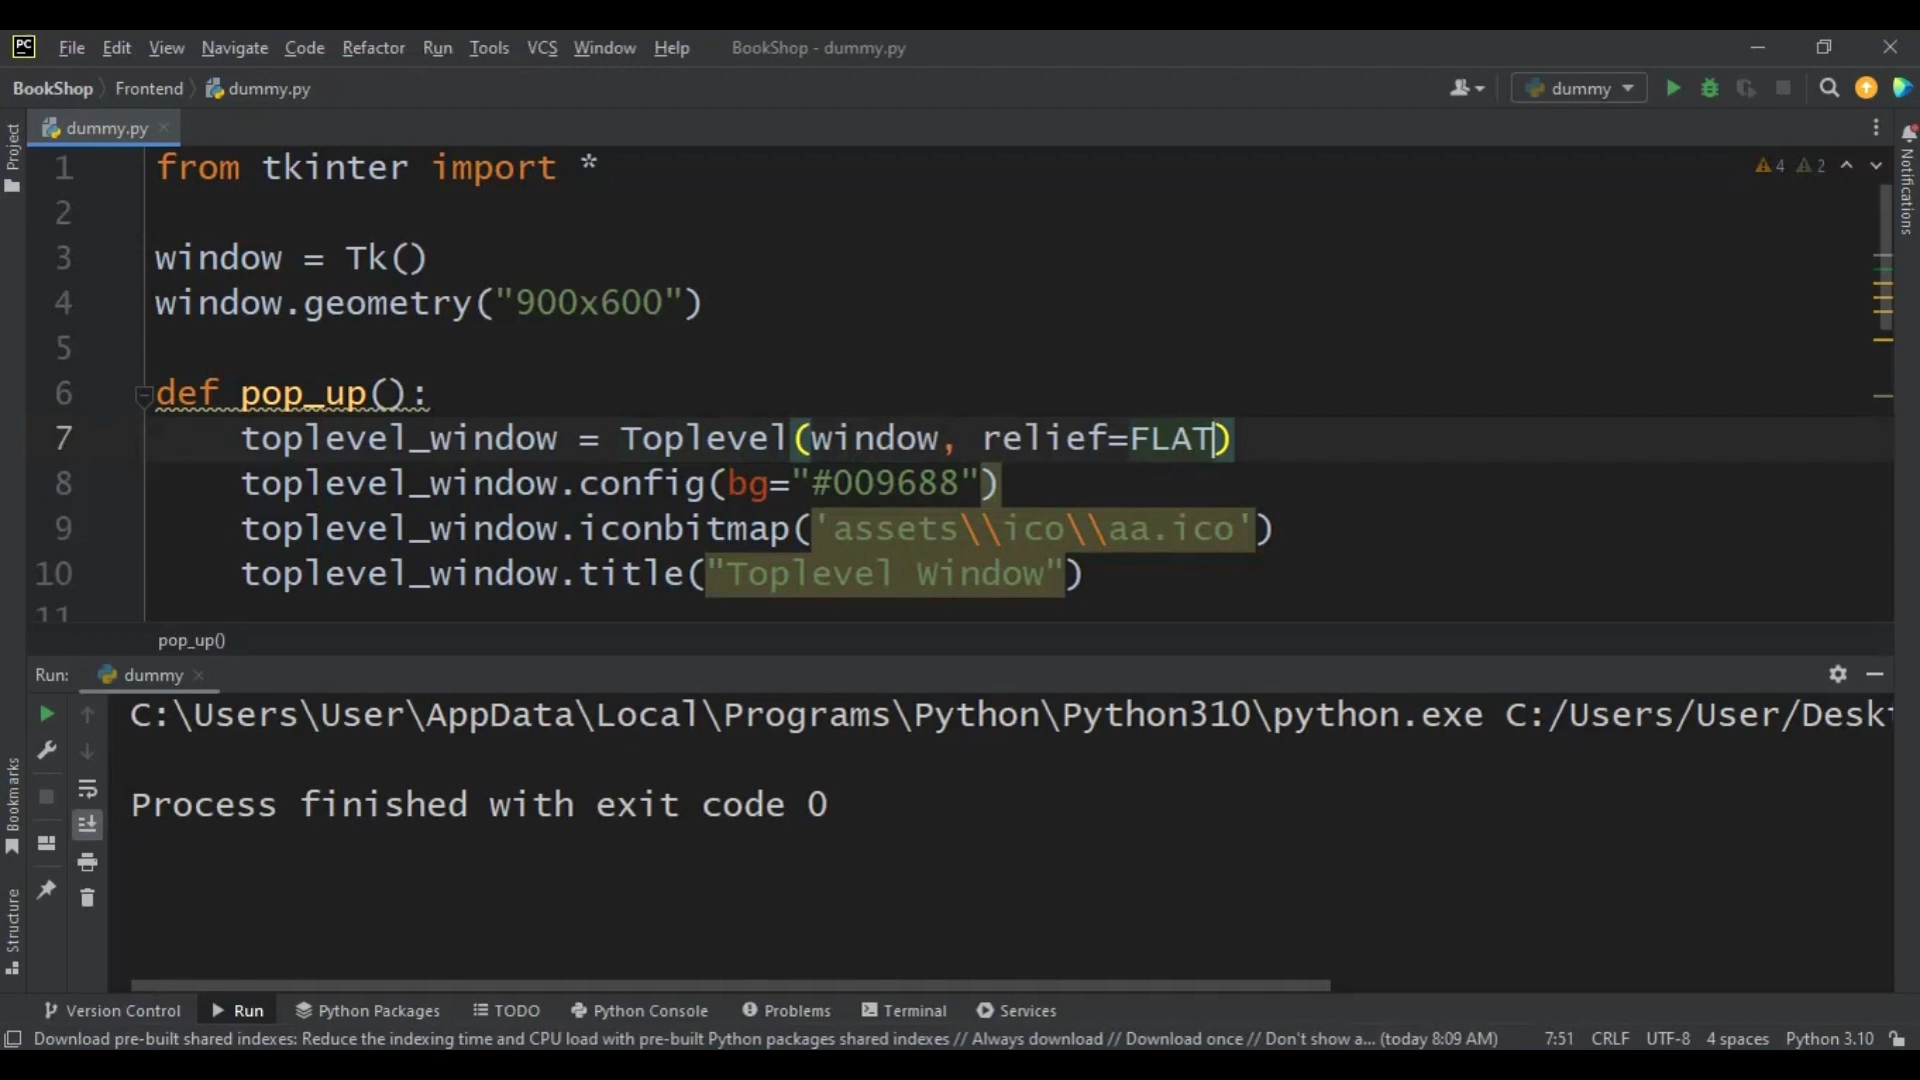 PC File Edit View Navigate Code Refactor Run Tools VCS Window Help BookShop - dummy.py
BookShop Frontend dummy.py dummy
Project
dummy.py
Notifications
4 2
1 from tkinter import *
2
3 window = Tk()
4 window.geometry("900x600")
5
6 def pop_up():
7 toplevel_window = Toplevel(window, relief=FLAT)
8 toplevel_window.config(bg="#009688")
9 toplevel_window.iconbitmap('assets\\ico\\aa.ico')
10 toplevel_window.title("Toplevel Window")
11
pop_up()
Run: dummy
C:\Users\User\AppData\Local\Programs\Python\Python310\python.exe C:/Users/User/Deskt
Process finished with exit code 0
Bookmarks
Structure
Version Control Run Python Packages TODO Python Console Problems Terminal Services
Download pre-built shared indexes: Reduce the indexing time and CPU load with pre-built Python packages shared indexes // Always download // Download once // Don't show a... (today 8:09 AM) 7:51 CRLF UTF-8 4 spaces Python 3.10